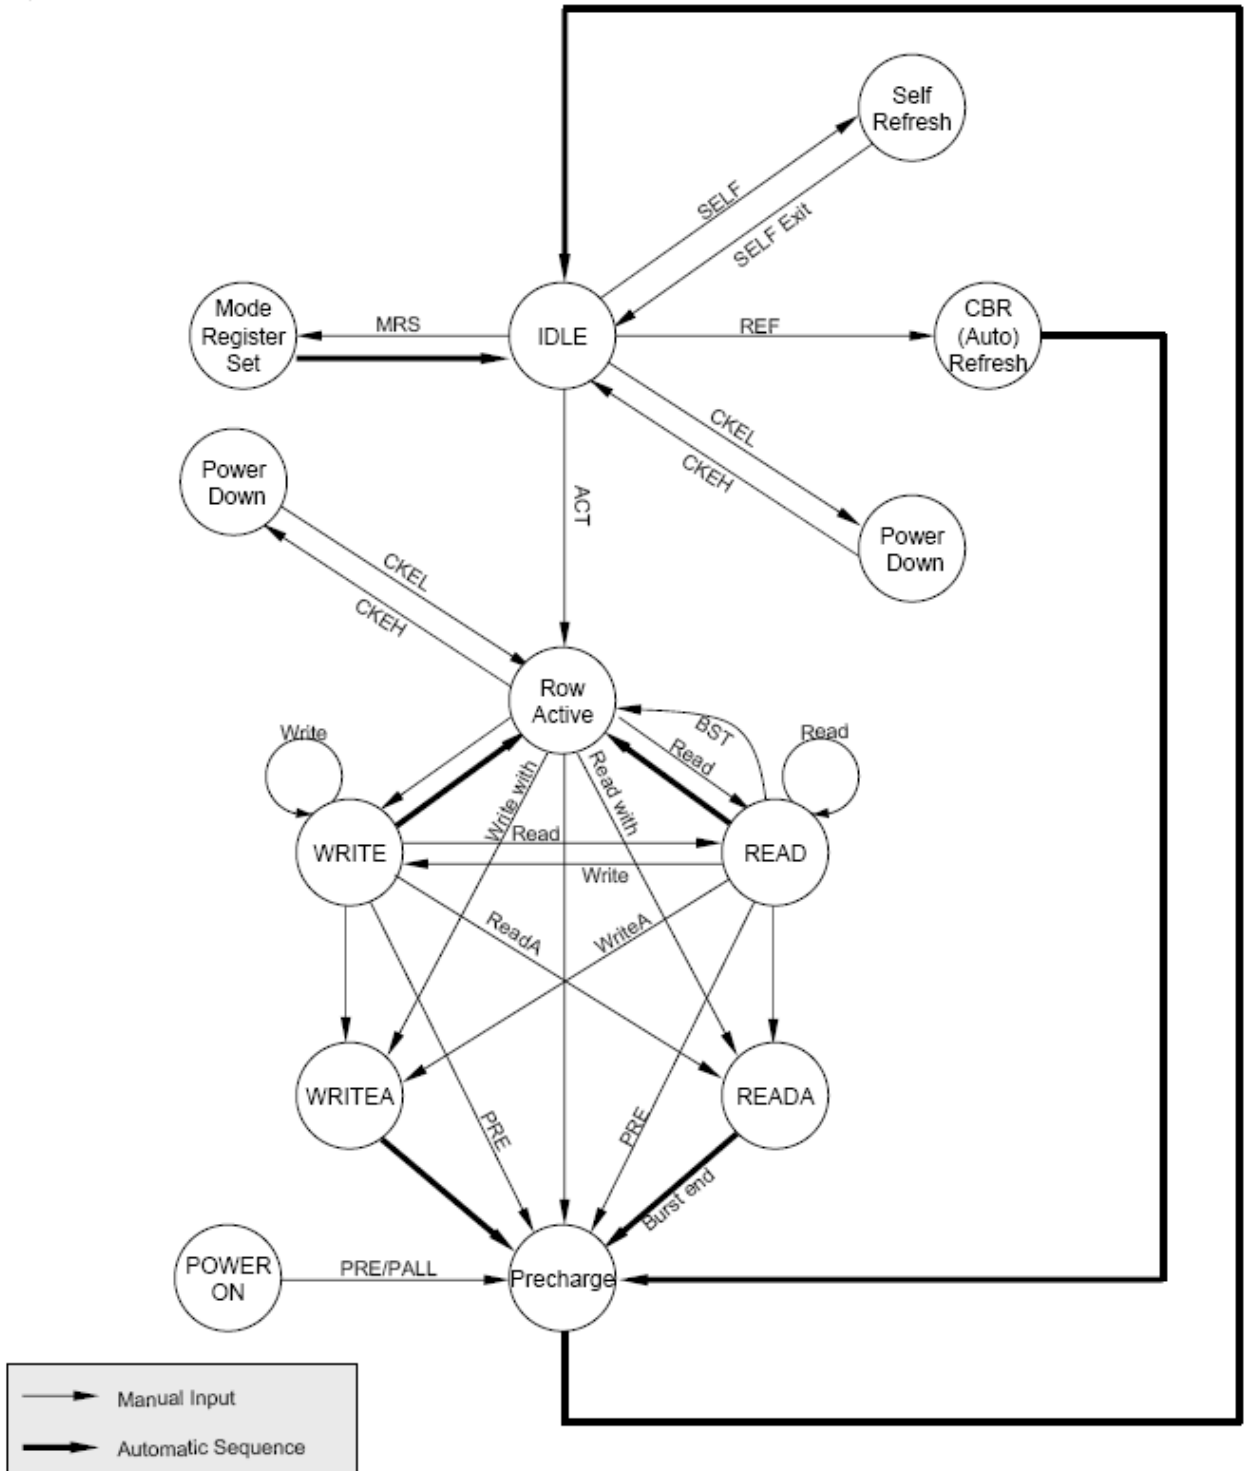 Self
Refresh
SELF
SELF Exit
Mode
Register
Set
MRS
IDLE
REF
CBR
(Auto)
Refresh
CKEL
CKEH
Power
Down
ACT
Power
Down
CKEL
CKEH
Row
Active
BST
Read
Write
Read
Write with
Read with
WRITE
Read
Write
READ
ReadA
WriteA
WRITEA
READA
PRE
PRE
Burst end
POWER
ON
PRE/PALL
Precharge
Manual Input
Automatic Sequence